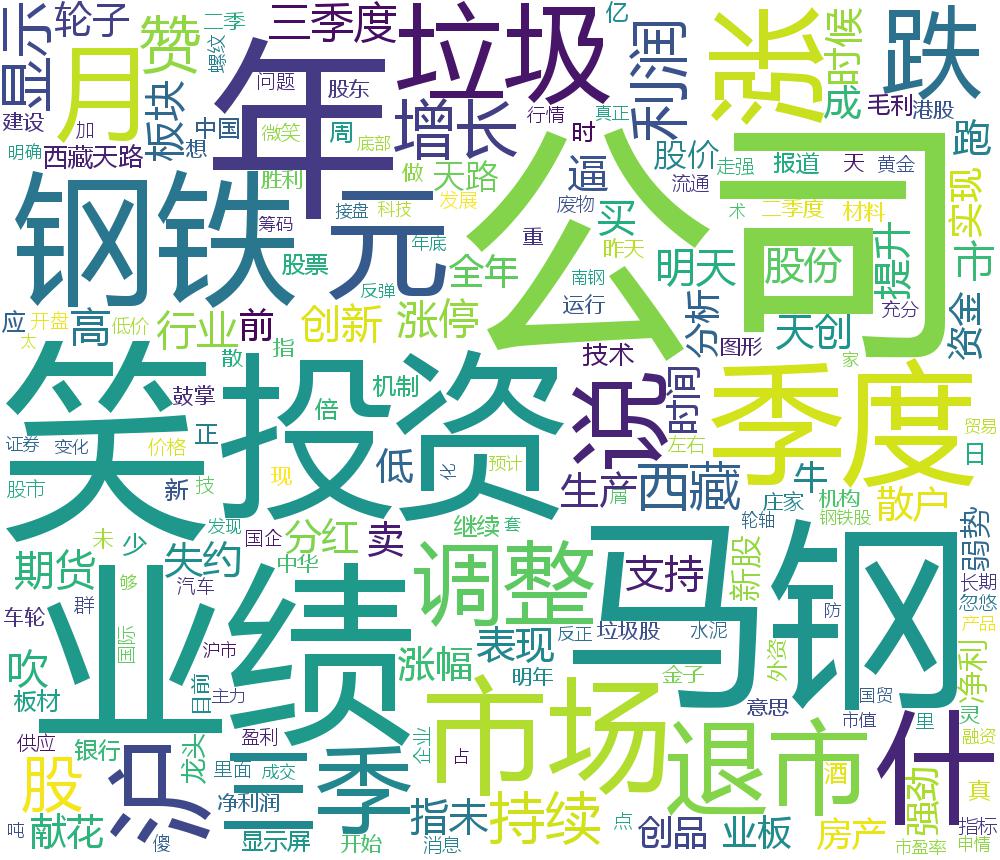 显示
轮子
赞
三季度
二季
螺纹
年
月
垃圾
亿
利润
涨
时候
跌
建设
加
板块
中国
问题
股东
增长
行情
真正
成
毛利
港股
明确
西藏天路
想
微笑
周
底部
时
股价
走强
报道
天
黄金
跑
胜利
做
天路
逼
流通
钢铁
筹码
接盘
科技
发展
废物
买
公司
术
二季度
材料
实现
元
年底
重
昨天
股票
全年
明天
股份
提升
市
反弹
南钢
应
开盘
低价
高
行业
前
创新
涨停
运行
分析
天创
充分
资金
太
散
指
技术
图形
家
笑
投资
鼓掌
倍
机制
说
时间
季度
贸易
证券
变化
价格
正
低
化
预计
左右
日
股市
新
技
现
生产
屑
西藏
庄家
牛
机构
散户
发现
国企
分红
卖
继续
套
轮轴
钢铁股
弱势
未
少
中华
期货
失约
业绩
调整
马钢
支持
新股
长期
够
汽车
忽悠
车轮
群
防
产品
国际
沪市
表现
反正
垃圾股
水泥
外资
净利
吹
涨幅
明年
金子
板材
目前
主力
市场
意思
国贸
里
灵
市值
供应
银行
盈利
企业
占
退市
什
融资
股
点
龙头
里面
成交
三季
酒
强劲
真
净利润
指未
持续
吨
献花
傻
显示屏
开始
消息
点
创品
业板
房产
指标
市盈率
申情